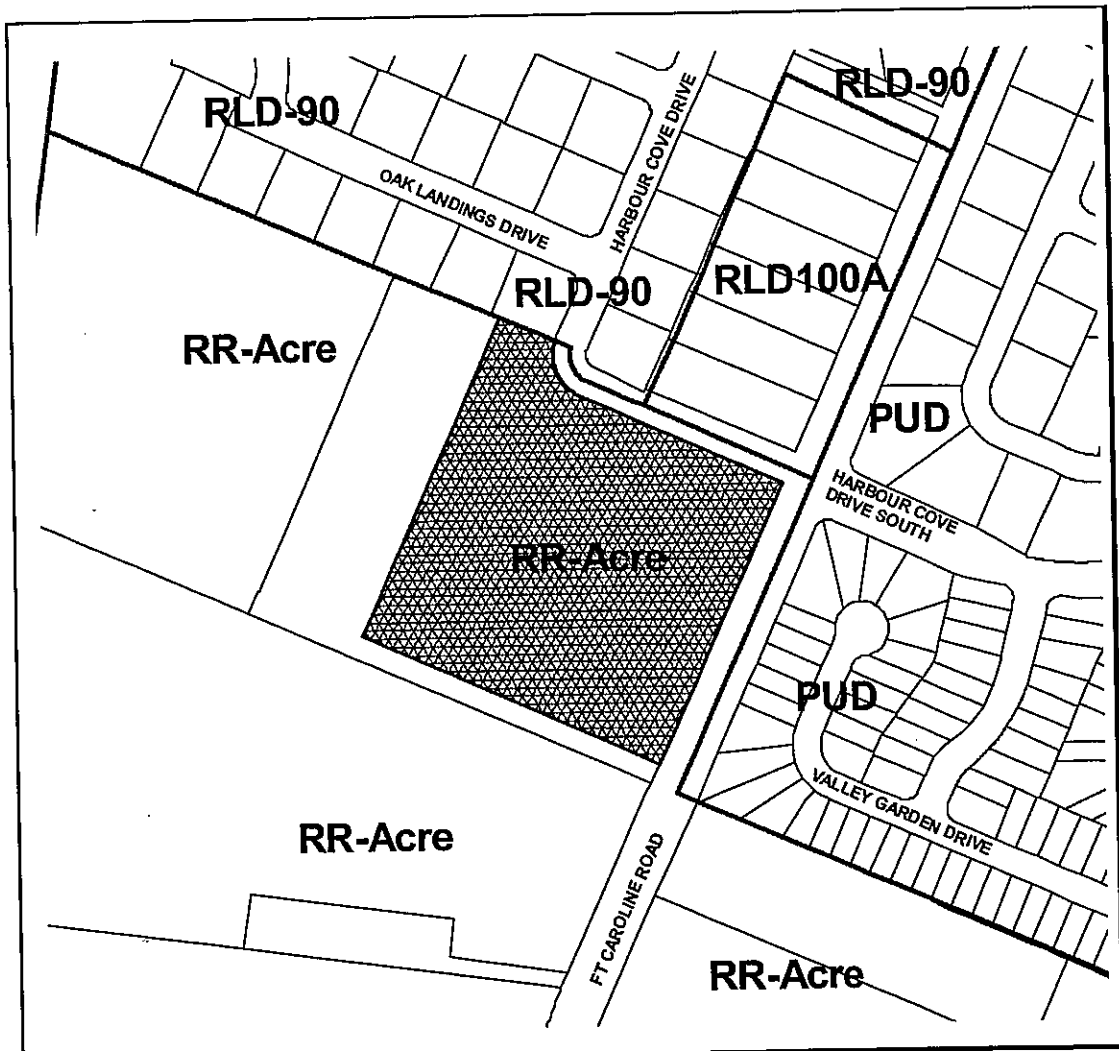 RLD-90
RLD-90
OAK LANDINGS DRIVE
HARBOUR COVE DRIVE
RLD-90
RLD100A
RR-Acre
PUD
HARBOUR COVE
DRIVE SOUTH
RR-Acre
PUD
VALLEY GARDEN DRIVE
RR-Acre
FT CAROLINE ROAD
RR-Acre